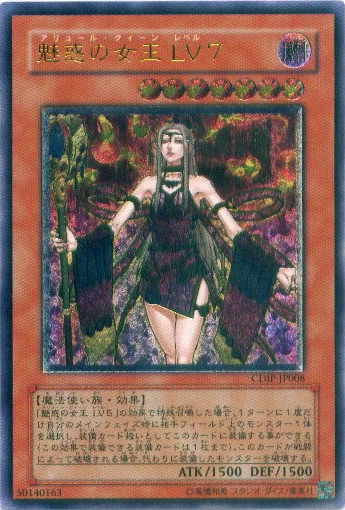 アリュール・クィーン レベル
魅惑の女王 LV7
闇
CDIP-JP008
【魔法使い族・効果】
「魅惑の女王 LV5」の効果で特殊召喚した場合、1ターンに1度だ
け自分のメインフェイズ時に相手フィールド上のモンスター1体
を選択し、装備カード扱いとしてこのカードに装備する事ができる
(この効果で装備できるカードは1枚まで)。このカードが戦闘
によって破壊される場合、代わりに装備したモンスターを破壊する。
ATK/1500 DEF/1500
50140163
©高橋和希 スタジオ・ダイス/集英社